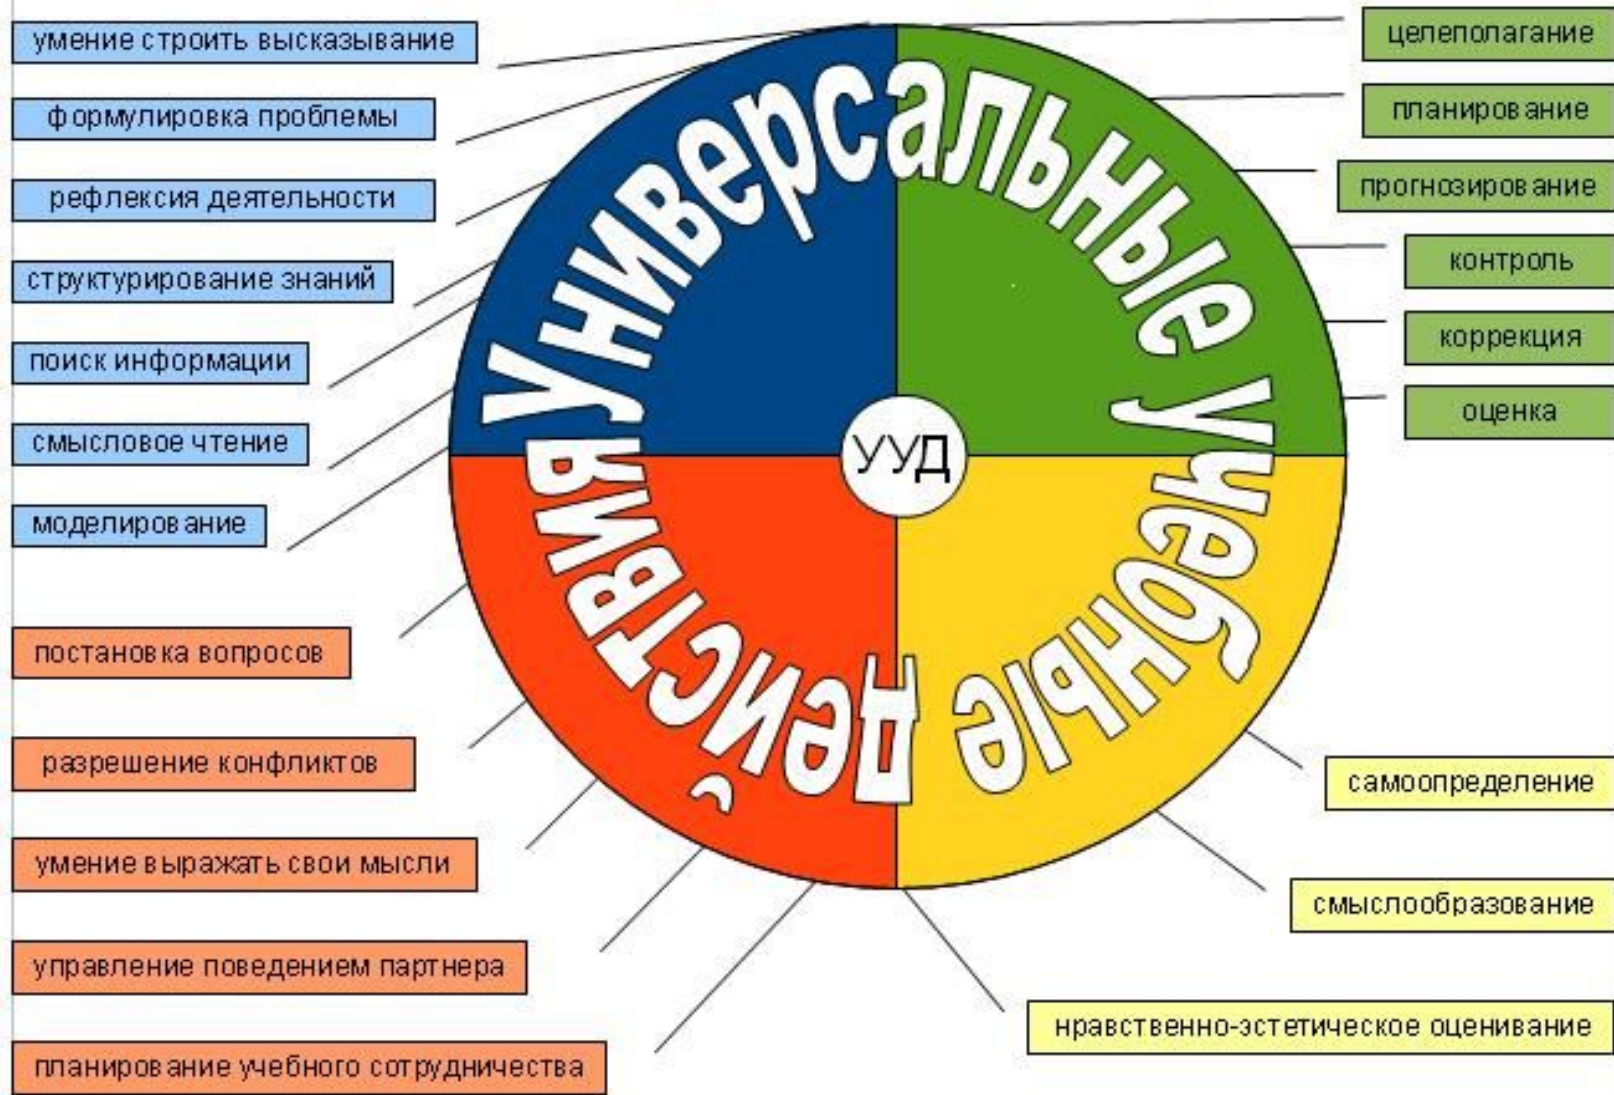 умение строить высказывание
формулировка проблемы
рефлексия деятельности
структурирование знаний
поиск информации
смысловое чтение
моделирование
постановка вопросов
разрешение конфликтов
умение выражать свои мысли
управление поведением партнера
планирование учебного сотрудничества
Универсальные учебные действия
УУД
целеполагание
планирование
прогнозирование
контроль
коррекция
оценка
самоопределение
смыслообразование
нравственно-эстетическое оценивание